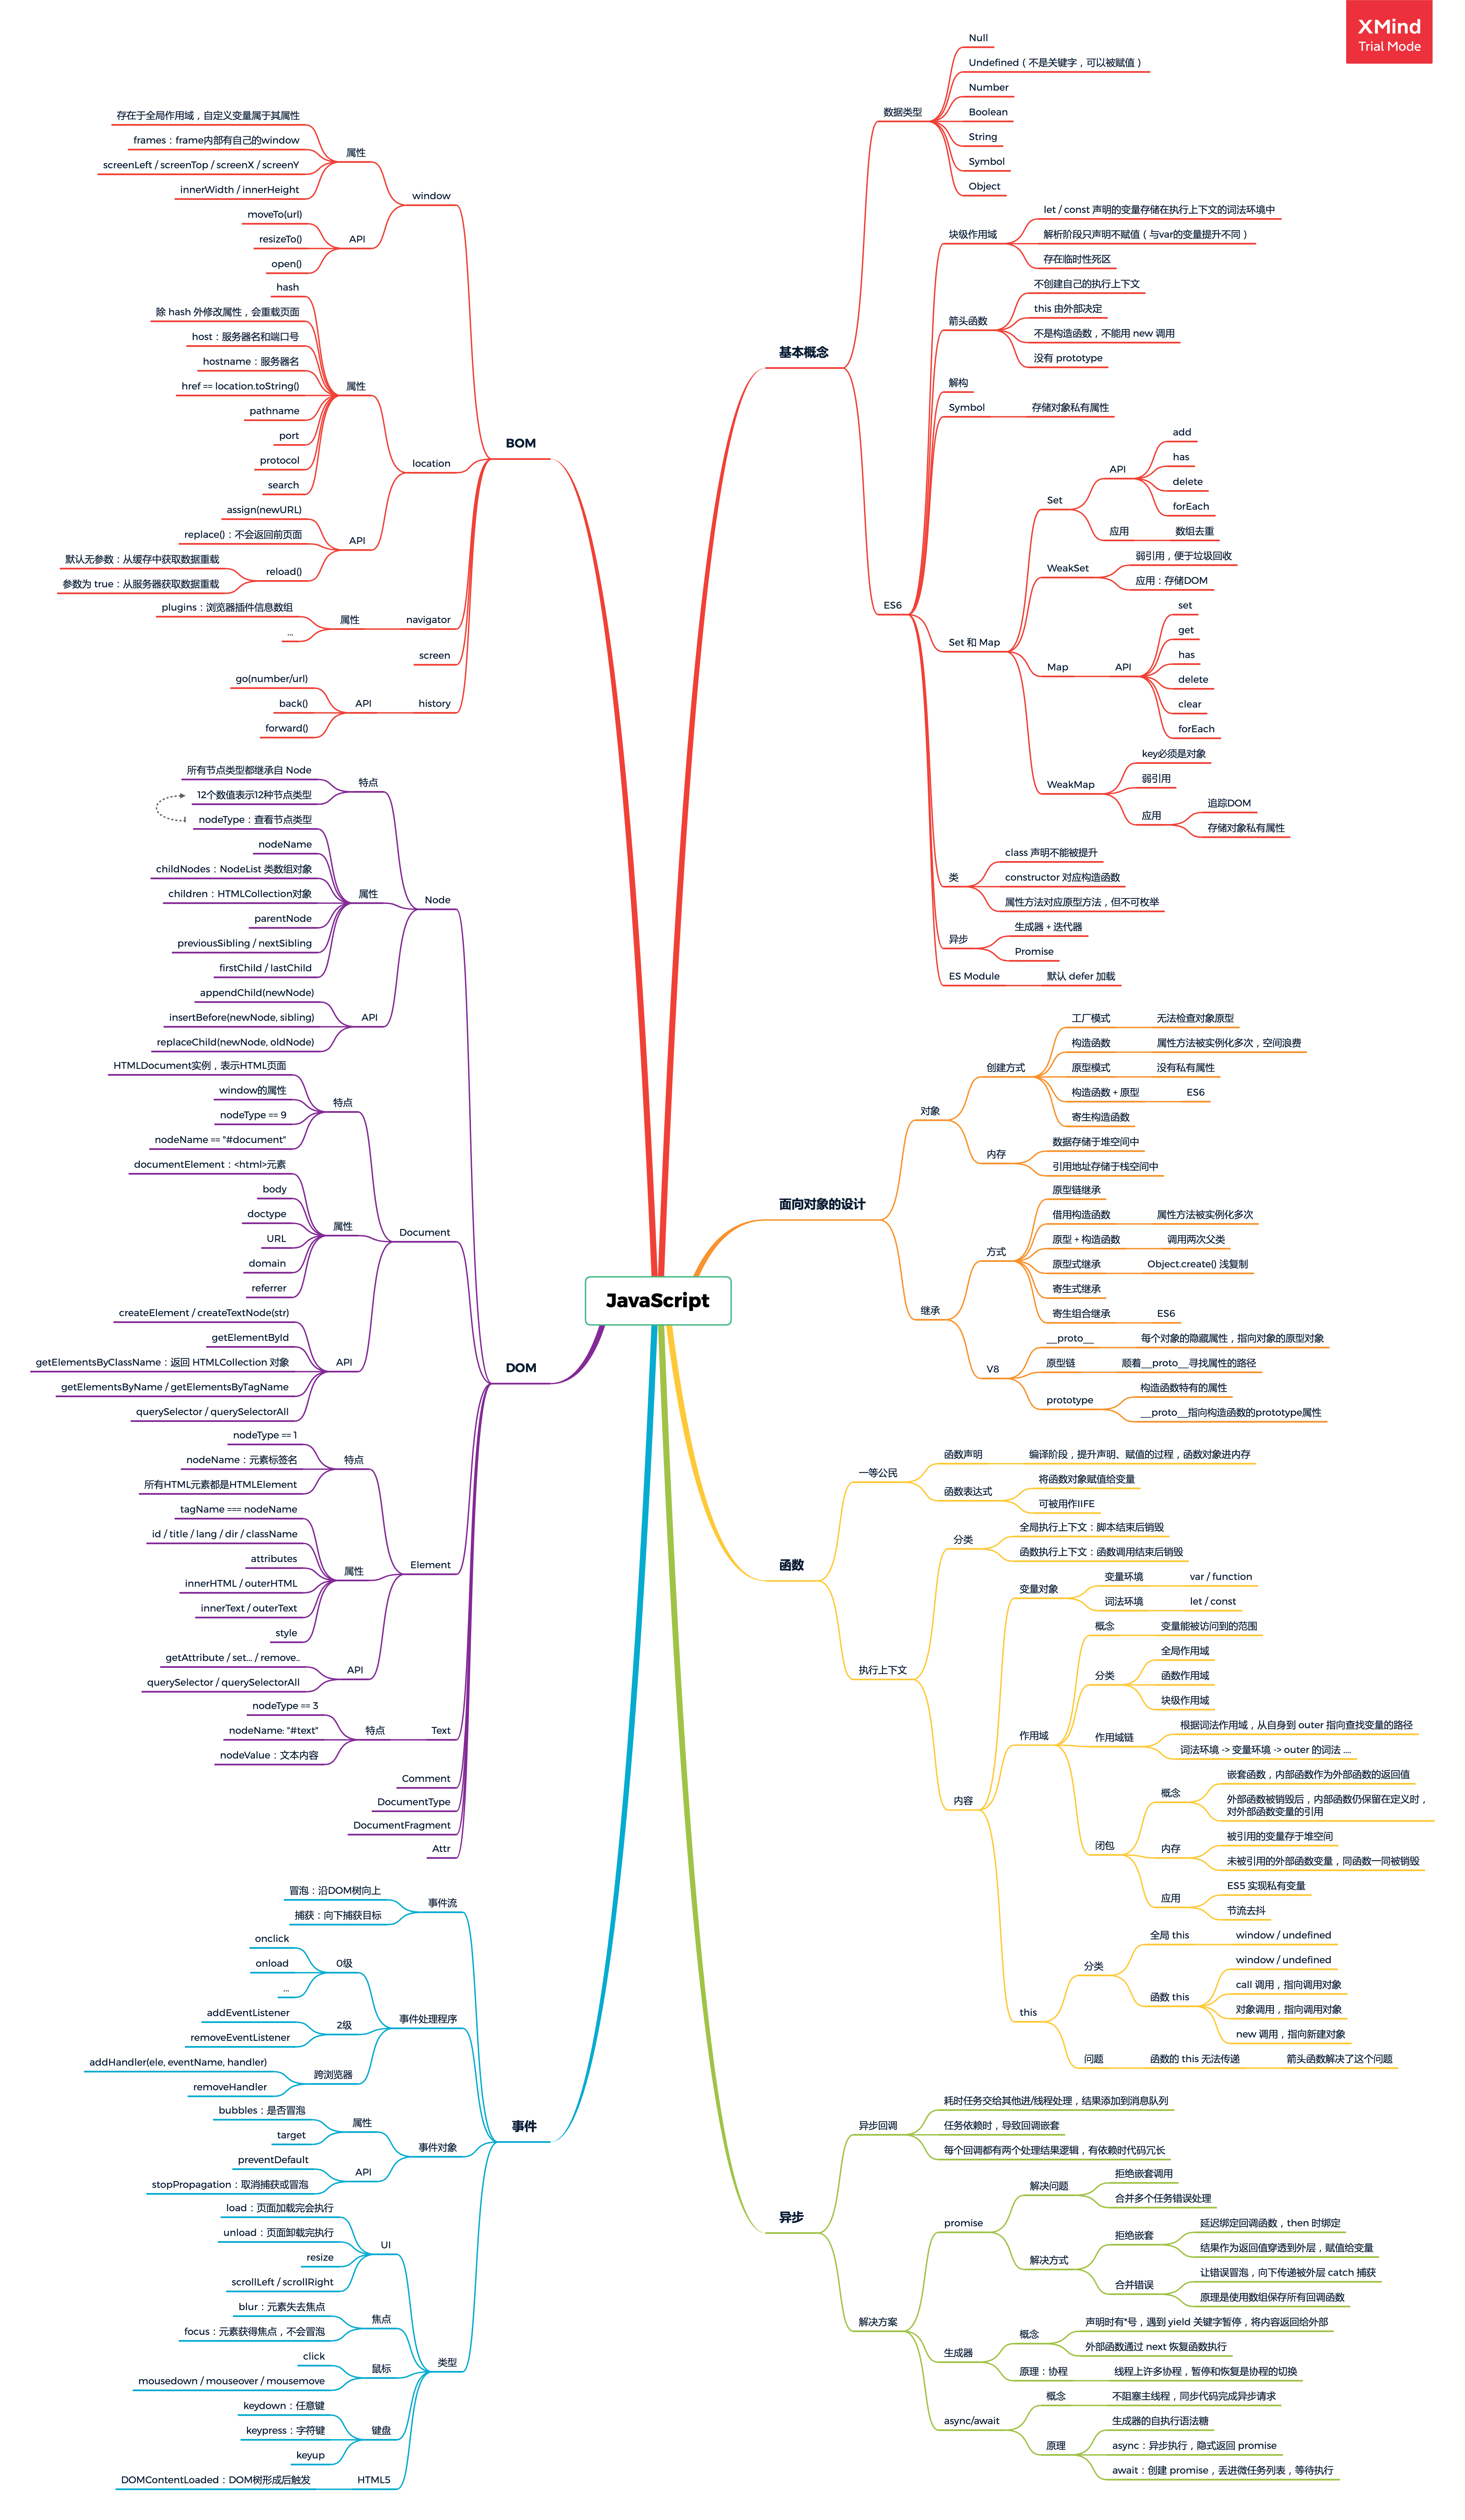 XMind
Trial Mode
JavaScript
基本概念
数据类型
Null
Undefined（不是关键字，可以被赋值）
Number
Boolean
String
Symbol
Object
ES6
块级作用域
let / const 声明的变量存储在执行上下文的词法环境中
解析阶段只声明不赋值（与var的变量提升不同）
存在临时性死区
箭头函数
不创建自己的执行上下文
this 由外部决定
不是构造函数，不能用 new 调用
没有 prototype
解构
Symbol
存储对象私有属性
Set 和 Map
Set
API
add
has
delete
forEach
应用
数组去重
WeakSet
弱引用，便于垃圾回收
应用：存储DOM
Map
API
set
get
has
delete
clear
forEach
WeakMap
key必须是对象
弱引用
应用
追踪DOM
存储对象私有属性
类
class 声明不能被提升
constructor 对应构造函数
属性方法对应原型方法，但不可枚举
异步
生成器 + 迭代器
Promise
ES Module
默认 defer 加载
面向对象的设计
对象
创建方式
工厂模式
无法检查对象原型
构造函数
属性方法被实例化多次，空间浪费
原型模式
没有私有属性
构造函数 + 原型
ES6
寄生构造函数
内存
数据存储于堆空间中
引用地址存储于栈空间中
继承
方式
原型链继承
借用构造函数
属性方法被实例化多次
原型 + 构造函数
调用两次父类
原型式继承
Object.create() 浅复制
寄生式继承
寄生组合继承
ES6
V8
__proto__
每个对象的隐藏属性，指向对象的原型对象
原型链
顺着__proto__寻找属性的路径
prototype
构造函数特有的属性
__proto__指向构造函数的prototype属性
函数
一等公民
函数声明
编译阶段，提升声明、赋值的过程，函数对象进内存
函数表达式
将函数对象赋值给变量
可被用作IIFE
执行上下文
分类
全局执行上下文：脚本结束后销毁
函数执行上下文：函数调用结束后销毁
内容
变量对象
变量环境
var / function
词法环境
let / const
作用域
概念
变量能被访问到的范围
分类
全局作用域
函数作用域
块级作用域
作用域链
根据词法作用域，从自身到 outer 指向查找变量的路径
词法环境 -> 变量环境 -> outer 的词法 ....
闭包
概念
嵌套函数，内部函数作为外部函数的返回值
外部函数被销毁后，内部函数仍保留在定义时，
对外部函数变量的引用
内存
被引用的变量存于堆空间
未被引用的外部函数变量，同函数一同被销毁
应用
ES5 实现私有变量
节流去抖
this
分类
全局 this
window / undefined
函数 this
window / undefined
call 调用，指向调用对象
对象调用，指向调用对象
new 调用，指向新建对象
问题
函数的 this 无法传递
箭头函数解决了这个问题
异步
异步回调
耗时任务交给其他进/线程处理，结果添加到消息队列
任务依赖时，导致回调嵌套
每个回调都有两个处理结果逻辑，有依赖时代码冗长
解决方案
promise
解决问题
拒绝嵌套调用
合并多个任务错误处理
解决方式
拒绝嵌套
延迟绑定回调函数，then 时绑定
结果作为返回值穿透到外层，赋值给变量
合并错误
让错误冒泡，向下传递被外层 catch 捕获
原理是使用数组保存所有回调函数
生成器
概念
声明时有*号，遇到 yield 关键字暂停，将内容返回给外部
外部函数通过 next 恢复函数执行
原理：协程
线程上许多协程，暂停和恢复是协程的切换
async/await
概念
不阻塞主线程，同步代码完成异步请求
原理
生成器的自执行语法糖
async：异步执行，隐式返回 promise
await：创建 promise，丢进微任务列表，等待执行
BOM
window
属性
存在于全局作用域，自定义变量属于其属性
frames：frame内部有自己的window
screenLeft / screenTop / screenX / screenY
innerWidth / innerHeight
API
moveTo(url)
resizeTo()
open()
location
属性
hash
除 hash 外修改属性，会重载页面
host：服务器名和端口号
hostname：服务器名
href == location.toString()
pathname
port
protocol
search
API
assign(newURL)
replace()：不会返回前页面
reload()
默认无参数：从缓存中获取数据重载
参数为 true：从服务器获取数据重载
navigator
属性
plugins：浏览器插件信息数组
...
screen
history
API
go(number/url)
back()
forward()
DOM
Node
特点
所有节点类型都继承自 Node
12个数值表示12种节点类型
属性
nodeType：查看节点类型
nodeName
childNodes：NodeList 类数组对象
children：HTMLCollection对象
parentNode
previousSibling / nextSibling
firstChild / lastChild
API
appendChild(newNode)
insertBefore(newNode, sibling)
replaceChild(newNode, oldNode)
Document
特点
HTMLDocument实例，表示HTML页面
window的属性
nodeType == 9
nodeName == "#document"
属性
documentElement：<html>元素
body
doctype
URL
domain
referrer
API
createElement / createTextNode(str)
getElementById
getElementsByClassName：返回 HTMLCollection 对象
getElementsByName / getElementsByTagName
querySelector / querySelectorAll
Element
特点
nodeType == 1
nodeName：元素标签名
所有HTML元素都是HTMLElement
属性
tagName === nodeName
id / title / lang / dir / className
attributes
innerHTML / outerHTML
innerText / outerText
style
API
getAttribute / set... / remove..
querySelector / querySelectorAll
Text
特点
nodeType == 3
nodeName: "#text"
nodeValue：文本内容
Comment
DocumentType
DocumentFragment
Attr
事件
事件流
冒泡：沿DOM树向上
捕获：向下捕获目标
事件处理程序
0级
onclick
onload
...
2级
addEventListener
removeEventListener
跨浏览器
addHandler(ele, eventName, handler)
removeHandler
事件对象
属性
bubbles：是否冒泡
target
API
preventDefault
stopPropagation：取消捕获或冒泡
类型
UI
load：页面加载完会执行
unload：页面卸载完执行
resize
scrollLeft / scrollRight
焦点
blur：元素失去焦点
focus：元素获得焦点，不会冒泡
鼠标
click
mousedown / mouseover / mousemove
键盘
keydown：任意键
keypress：字符键
keyup
HTML5
DOMContentLoaded：DOM树形成后触发